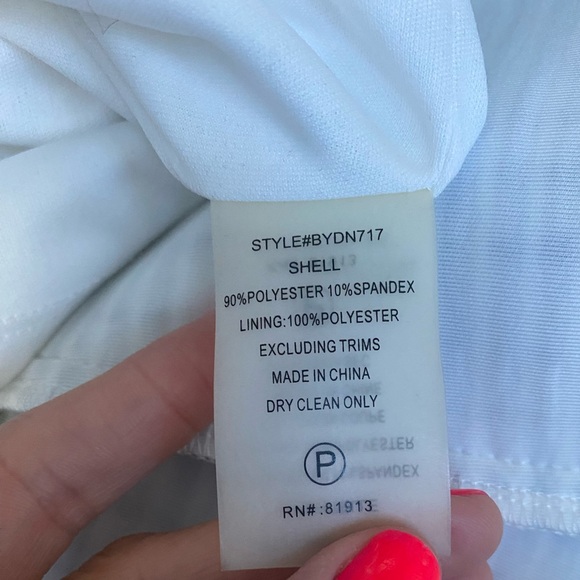 STYLE#BYDN717
SHELL
90%POLYESTER 10%SPANDEX
LINING:100%POLYESTER
EXCLUDING TRIMS
MADE IN CHINA
DRY CLEAN ONLY
P
RN#:81913